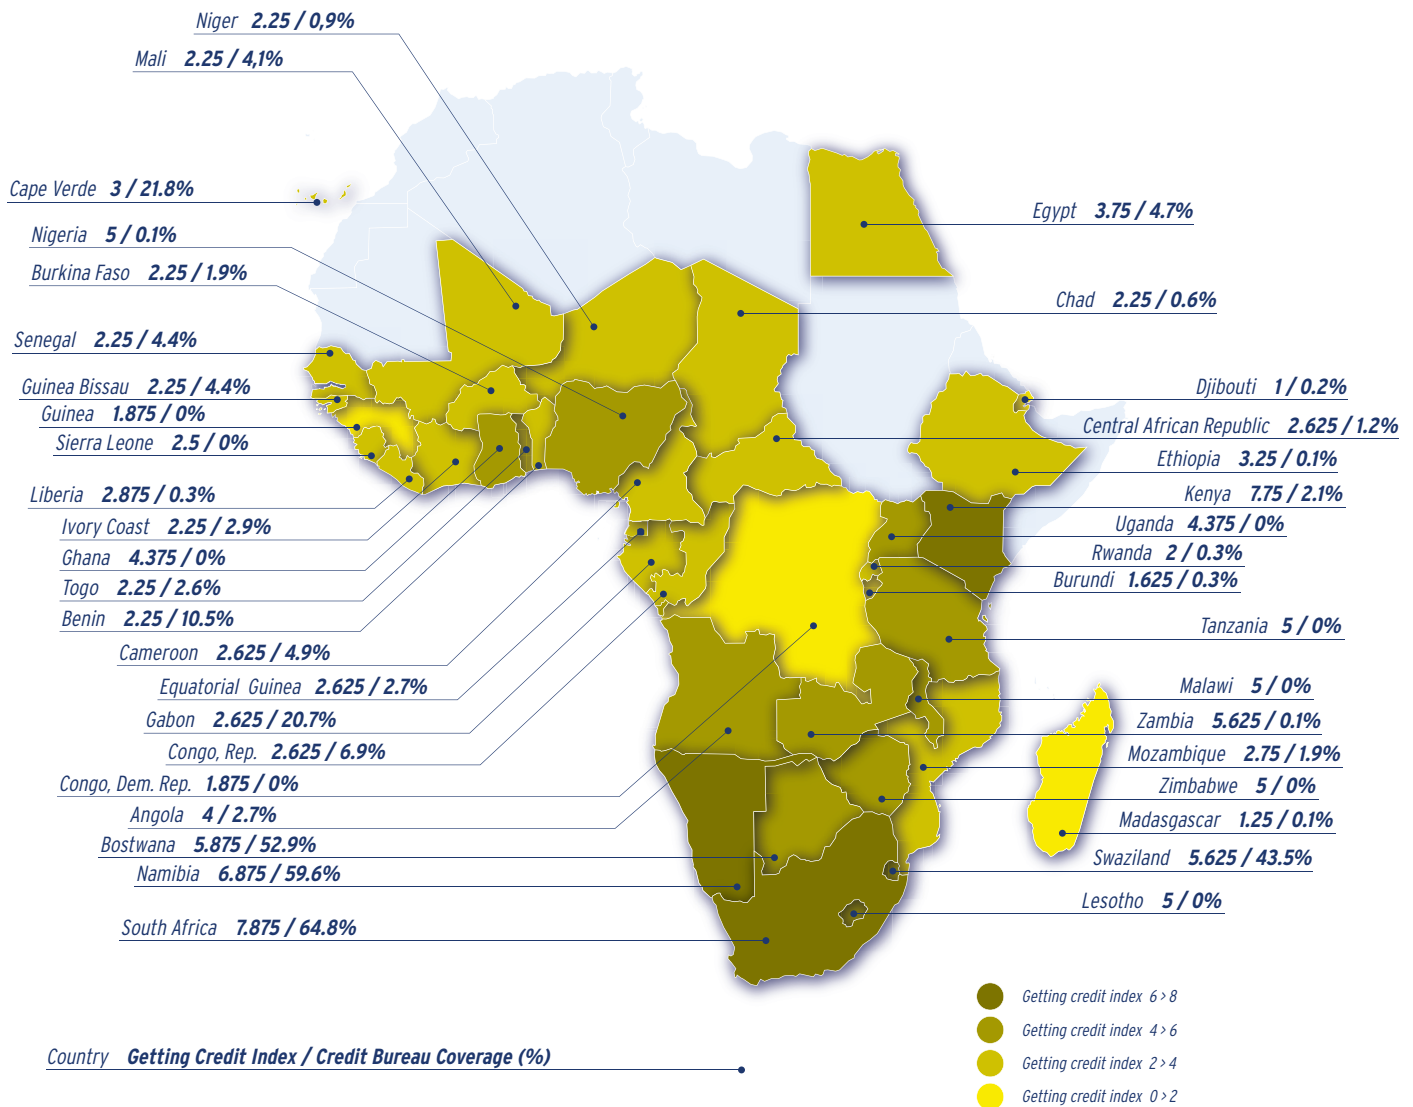 Niger 2.25 / 0,9%
Mali 2.25 / 4,1%
Cape Verde 3 / 21.8%
Nigeria 5 / 0.1%
Burkina Faso 2.25 / 1.9%
Senegal 2.25 / 4.4%
Guinea Bissau 2.25 / 4.4%
Guinea 1.875 / 0%
Sierra Leone 2.5 / 0%
Liberia 2.875 / 0.3%
Ivory Coast 2.25 / 2.9%
Ghana 4.375 / 0%
Togo 2.25 / 2.6%
Benin 2.25 / 10.5%
Cameroon 2.625 / 4.9%
Equatorial Guinea 2.625 / 2.7%
Gabon 2.625 / 20.7%
Congo, Rep. 2.625 / 6.9%
Congo, Dem. Rep. 1.875 / 0%
Angola 4 / 2.7%
Bostwana 5.875 / 52.9%
Namibia 6.875 / 59.6%
South Africa 7.875 / 64.8%
Egypt 3.75 / 4.7%
Chad 2.25 / 0.6%
Djibouti 1 / 0.2%
Central African Republic 2.625 / 1.2%
Ethiopia 3.25 / 0.1%
Kenya 7.75 / 2.1%
Uganda 4.375 / 0%
Rwanda 2 / 0.3%
Burundi 1.625 / 0.3%
Tanzania 5 / 0%
Malawi 5 / 0%
Zambia 5.625 / 0.1%
Mozambique 2.75 / 1.9%
Zimbabwe 5 / 0%
Madasgascar 1.25 / 0.1%
Swaziland 5.625 / 43.5%
Lesotho 5 / 0%
Getting credit index 6 > 8
Getting credit index 4 > 6
Getting credit index 2 > 4
Getting credit index 0 > 2
Country Getting Credit Index / Credit Bureau Coverage (%)